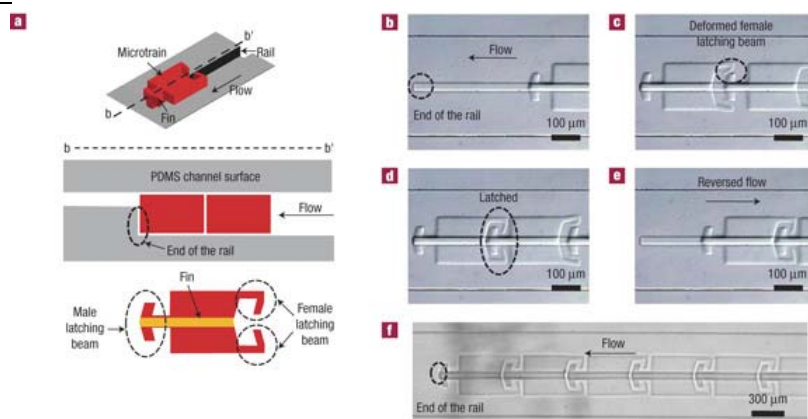 a
Microtrain
b'
Rail
Flow
b
Fin
b
b'
PDMS channel surface
Flow
End of the rail
Fin
Male
latching
beam
Female
latching
beam
b
Flow
End of the rail
100 μm
c
Deformed female
latching beam
100 μm
d
Latched
100 μm
e
Reversed flow
100 μm
f
Flow
End of the rail
300 μm